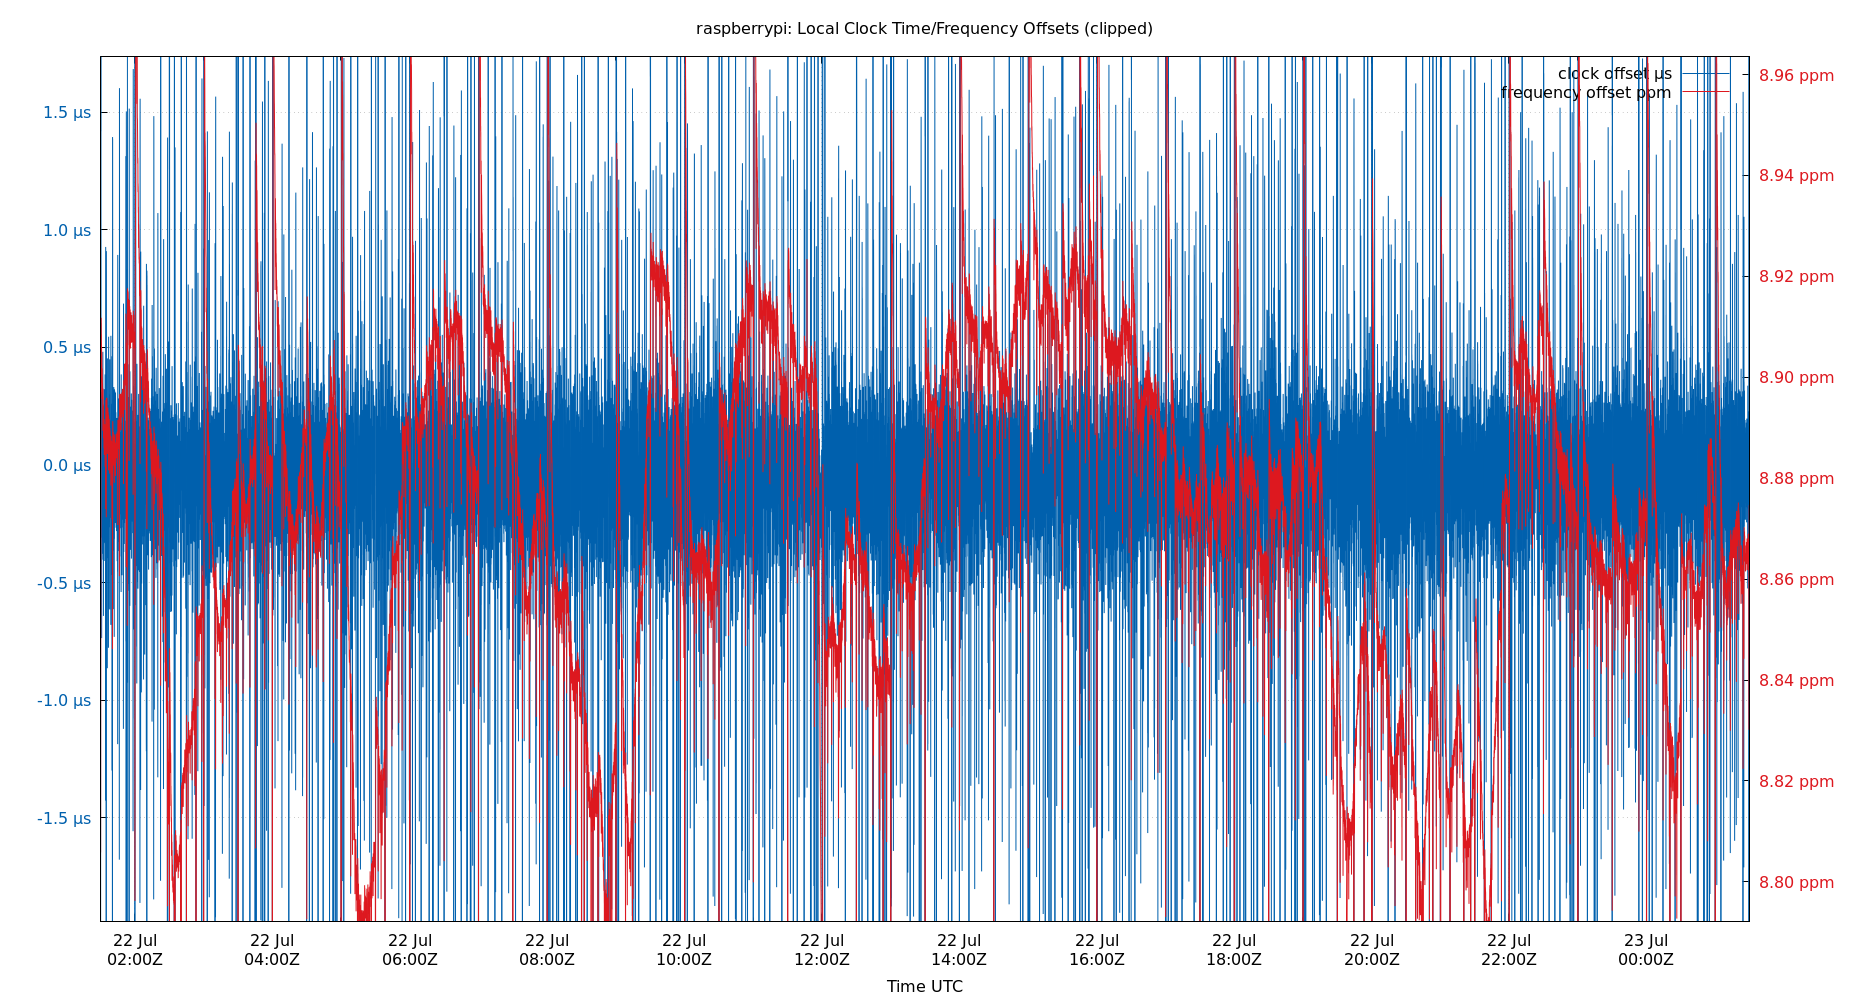 raspberrypi: Local Clock Time/Frequency Offsets (clipped)
clock offset µs
frequency offset ppm
1.5 µs
1.0 µs
0.5 µs
0.0 µs
-0.5 µs
-1.0 µs
-1.5 µs
8.96 ppm
8.94 ppm
8.92 ppm
8.90 ppm
8.88 ppm
8.86 ppm
8.84 ppm
8.82 ppm
8.80 ppm
22 Jul 22 Jul 22 Jul 22 Jul 22 Jul 22 Jul 22 Jul 22 Jul 22 Jul 22 Jul 22 Jul 23 Jul
02:00Z 04:00Z 06:00Z 08:00Z 10:00Z 12:00Z 14:00Z 16:00Z 18:00Z 20:00Z 22:00Z 00:00Z
Time UTC